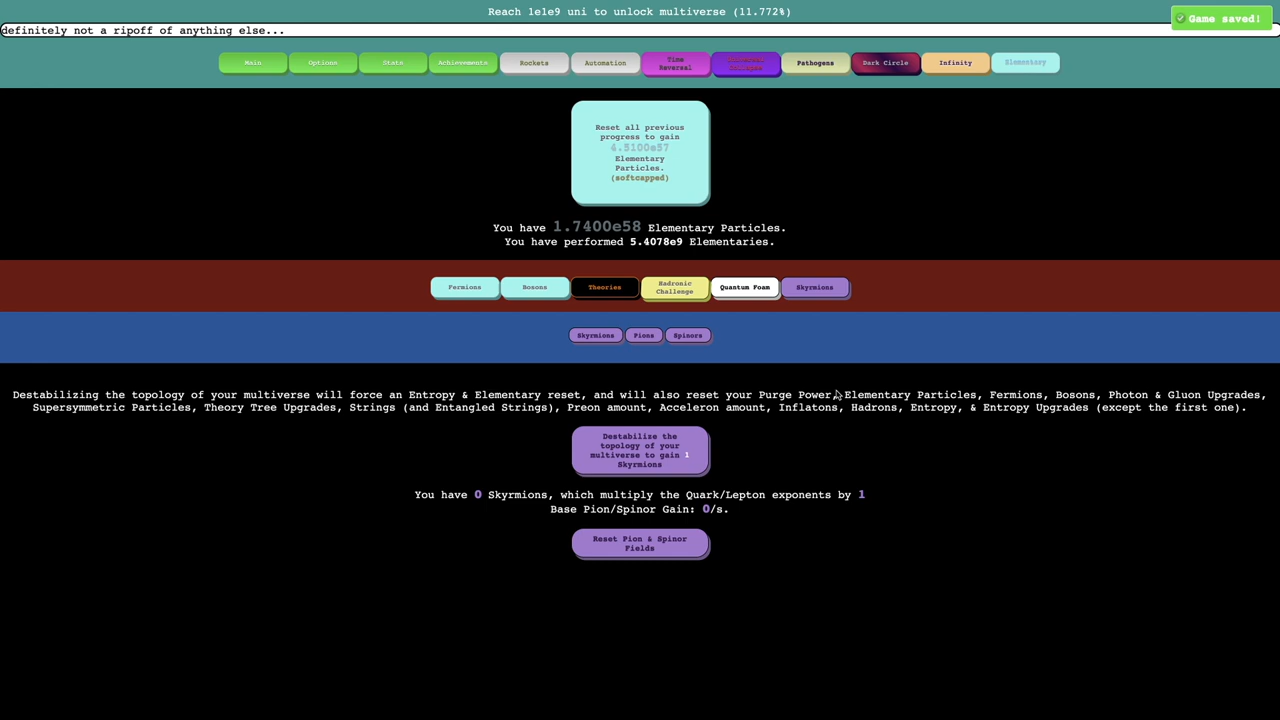 Reach 1e1e9 uni to unlock multiverse (11.772%)
Game saved!
definitely not a ripoff of anything else...
Main
Options
Stats
Achievements
Rockets
Automation
Time
Reversal
Universal
Collapse
Pathogens
Dark Circle
Infinity
Elementary
Reset all previous
progress to gain
4.5100e57
Elementary
Particles.
(softcapped)
You have 1.7400e58 Elementary Particles.
You have performed 5.4078e9 Elementaries.
Fermions
Bosons
Theories
Hadronic
Challenge
Quantum Foam
Skyrmions
Skyrmions
Pions
Spinors
Destabilizing the topology of your multiverse will force an Entropy & Elementary reset, and will also reset your Purge Power, Elementary Particles, Fermions, Bosons, Photon & Gluon Upgrades,
Supersymmetric Particles, Theory Tree Upgrades, Strings (and Entangled Strings), Preon amount, Acceleron amount, Inflatons, Hadrons, Entropy, & Entropy Upgrades (except the first one).
Destabilize the
topology of your
multiverse to gain 1
Skyrmions
You have 0 Skyrmions, which multiply the Quark/Lepton exponents by 1
Base Pion/Spinor Gain: 0/s.
Reset Pion & Spinor
Fields